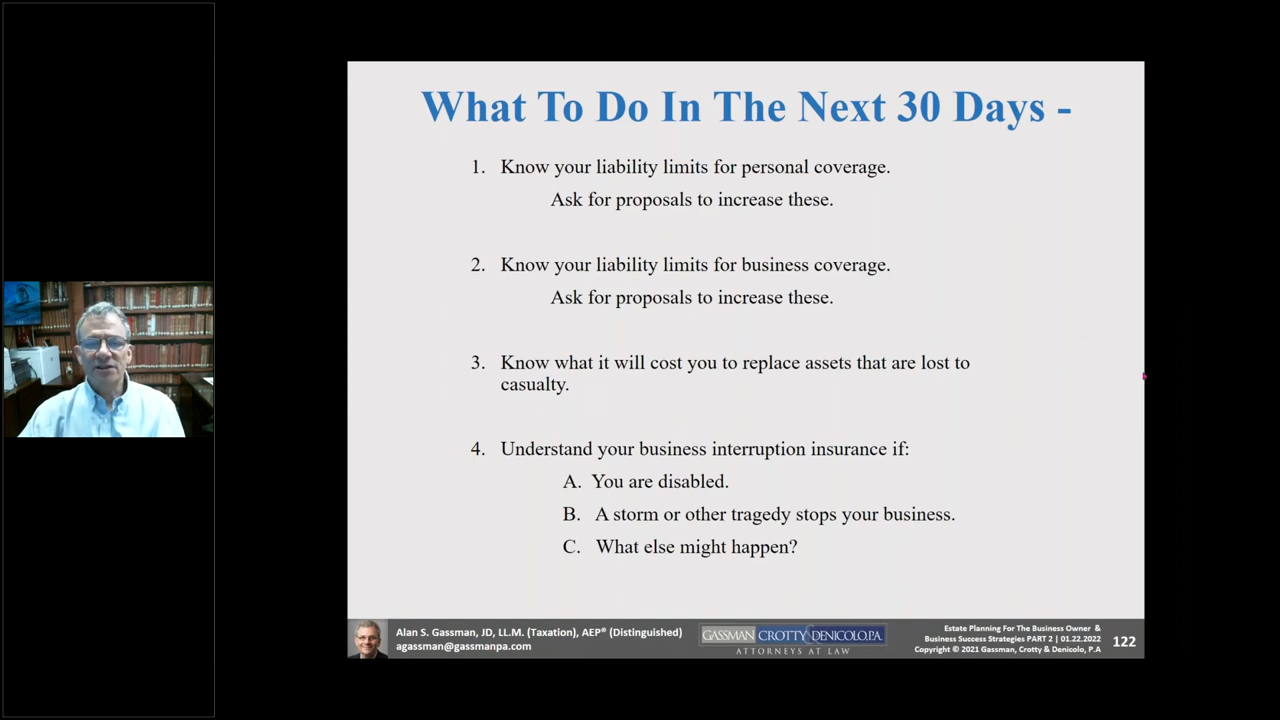 What To Do In The Next 30 Days -
1. Know your liability limits for personal coverage.
Ask for proposals to increase these.
2. Know your liability limits for business coverage.
Ask for proposals to increase these.
3. Know what it will cost you to replace assets that are lost to
casualty.
4. Understand your business interruption insurance if:
A. You are disabled.
B. A storm or other tragedy stops your business.
C. What else might happen?
Alan S. Gassman, JD, LL.M. (Taxation), AEP® (Distinguished)
agassman@gassmanpa.com
GASSMAN CROTTY & DENICOLO, P.A.
ATTORNEYS AT LAW
Estate Planning For The Business Owner &
Business Success Strategies PART 2 | 01.22.2022
Copyright © 2021 Gassman, Crotty & Denicolo, P.A
122